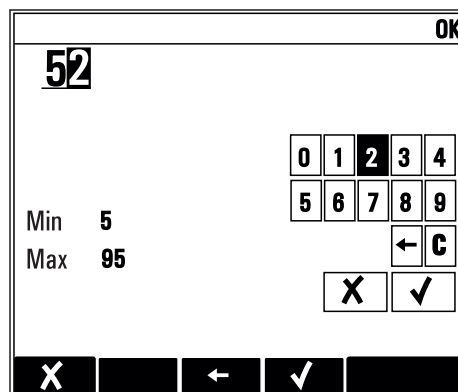 OK
52
0 1 2 3 4
5 6 7 8 9
Min 5
← C
Max 95
X ✓
X ← ✓